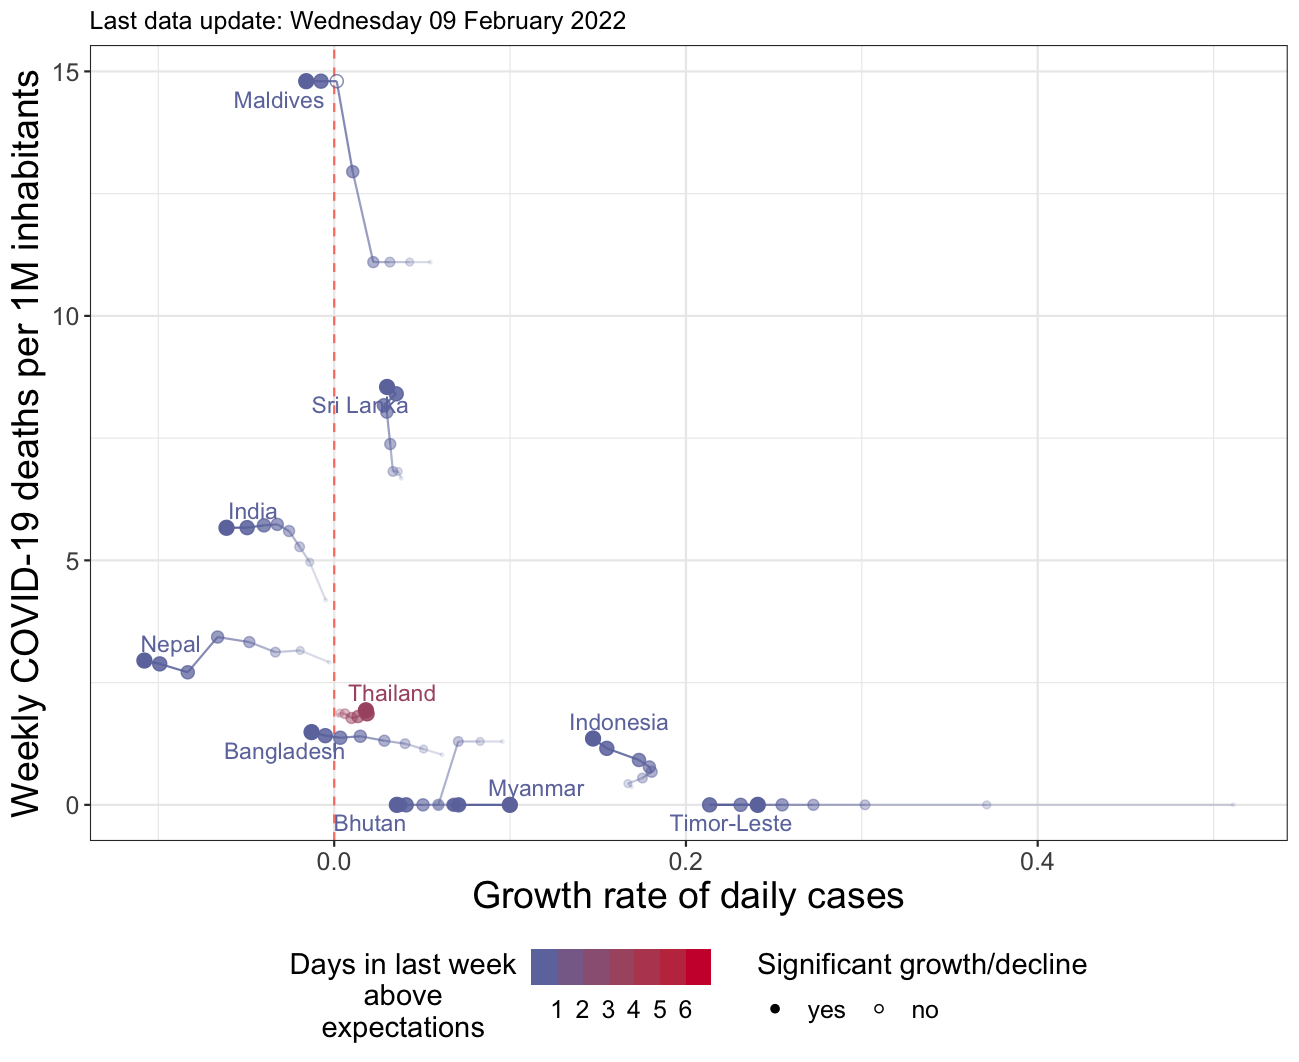 Last data update: Wednesday 09 February 2022
Weekly COVID-19 deaths per 1M inhabitants
15
Maldives
10
Sri Lanka
India
5
Nepal
Thailand
Indonesia
Bangladesh
Myanmar
0
Bhutan
Timor-Leste
0.0 0.2 0.4
Growth rate of daily cases
Days in last week
above
expectations
1 2 3 4 5 6
Significant growth/decline
yes no